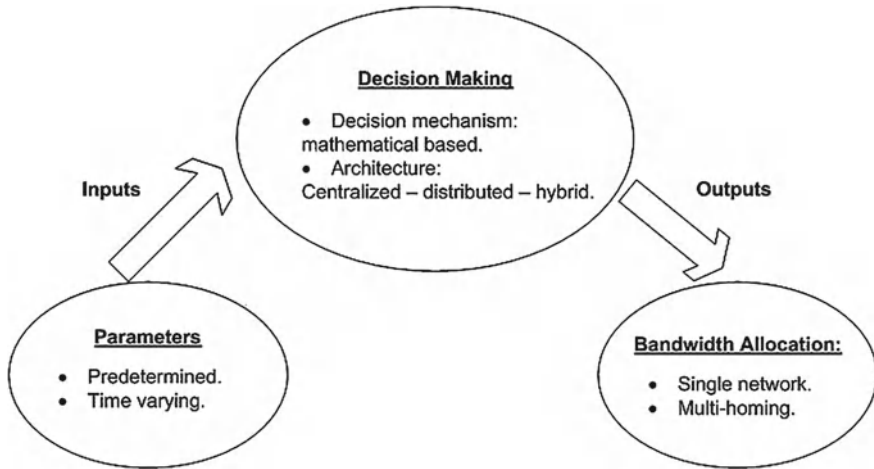 Decision Making
• Decision mechanism:
mathematical based.
• Architecture:
Centralized – distributed – hybrid.
Inputs
Outputs
Parameters
• Predetermined.
• Time varying.
Bandwidth Allocation:
• Single network.
• Multi-homing.